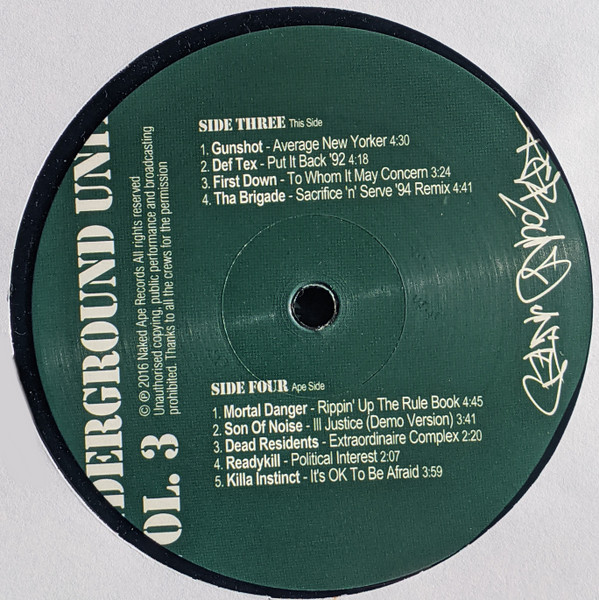 SIDE THREE This Side
1. Gunshot - Average New Yorker 4:30
2. Def Tex - Put It Back '92 4:18
3. First Down - To Whom It May Concern 3:24
4. Tha Brigade - Sacrifice 'n' Serve '94 Remix 4:41
SIDE FOUR Ape Side
1. Mortal Danger - Rippin' Up The Rule Book 4:45
2. Son Of Noise - Ill Justice (Demo Version) 3:41
3. Dead Residents - Extraordinaire Complex 2:20
4. Readykill - Political Interest 2:07
5. Killa Instinct - It's OK To Be Afraid 3:59
DERGROUND UNI
OL. 3
© ℗ 2016 Naked Ape Records All rights reserved
Unauthorised copying, public performance and broadcasting
prohibited. Thanks to all the crews for the permission